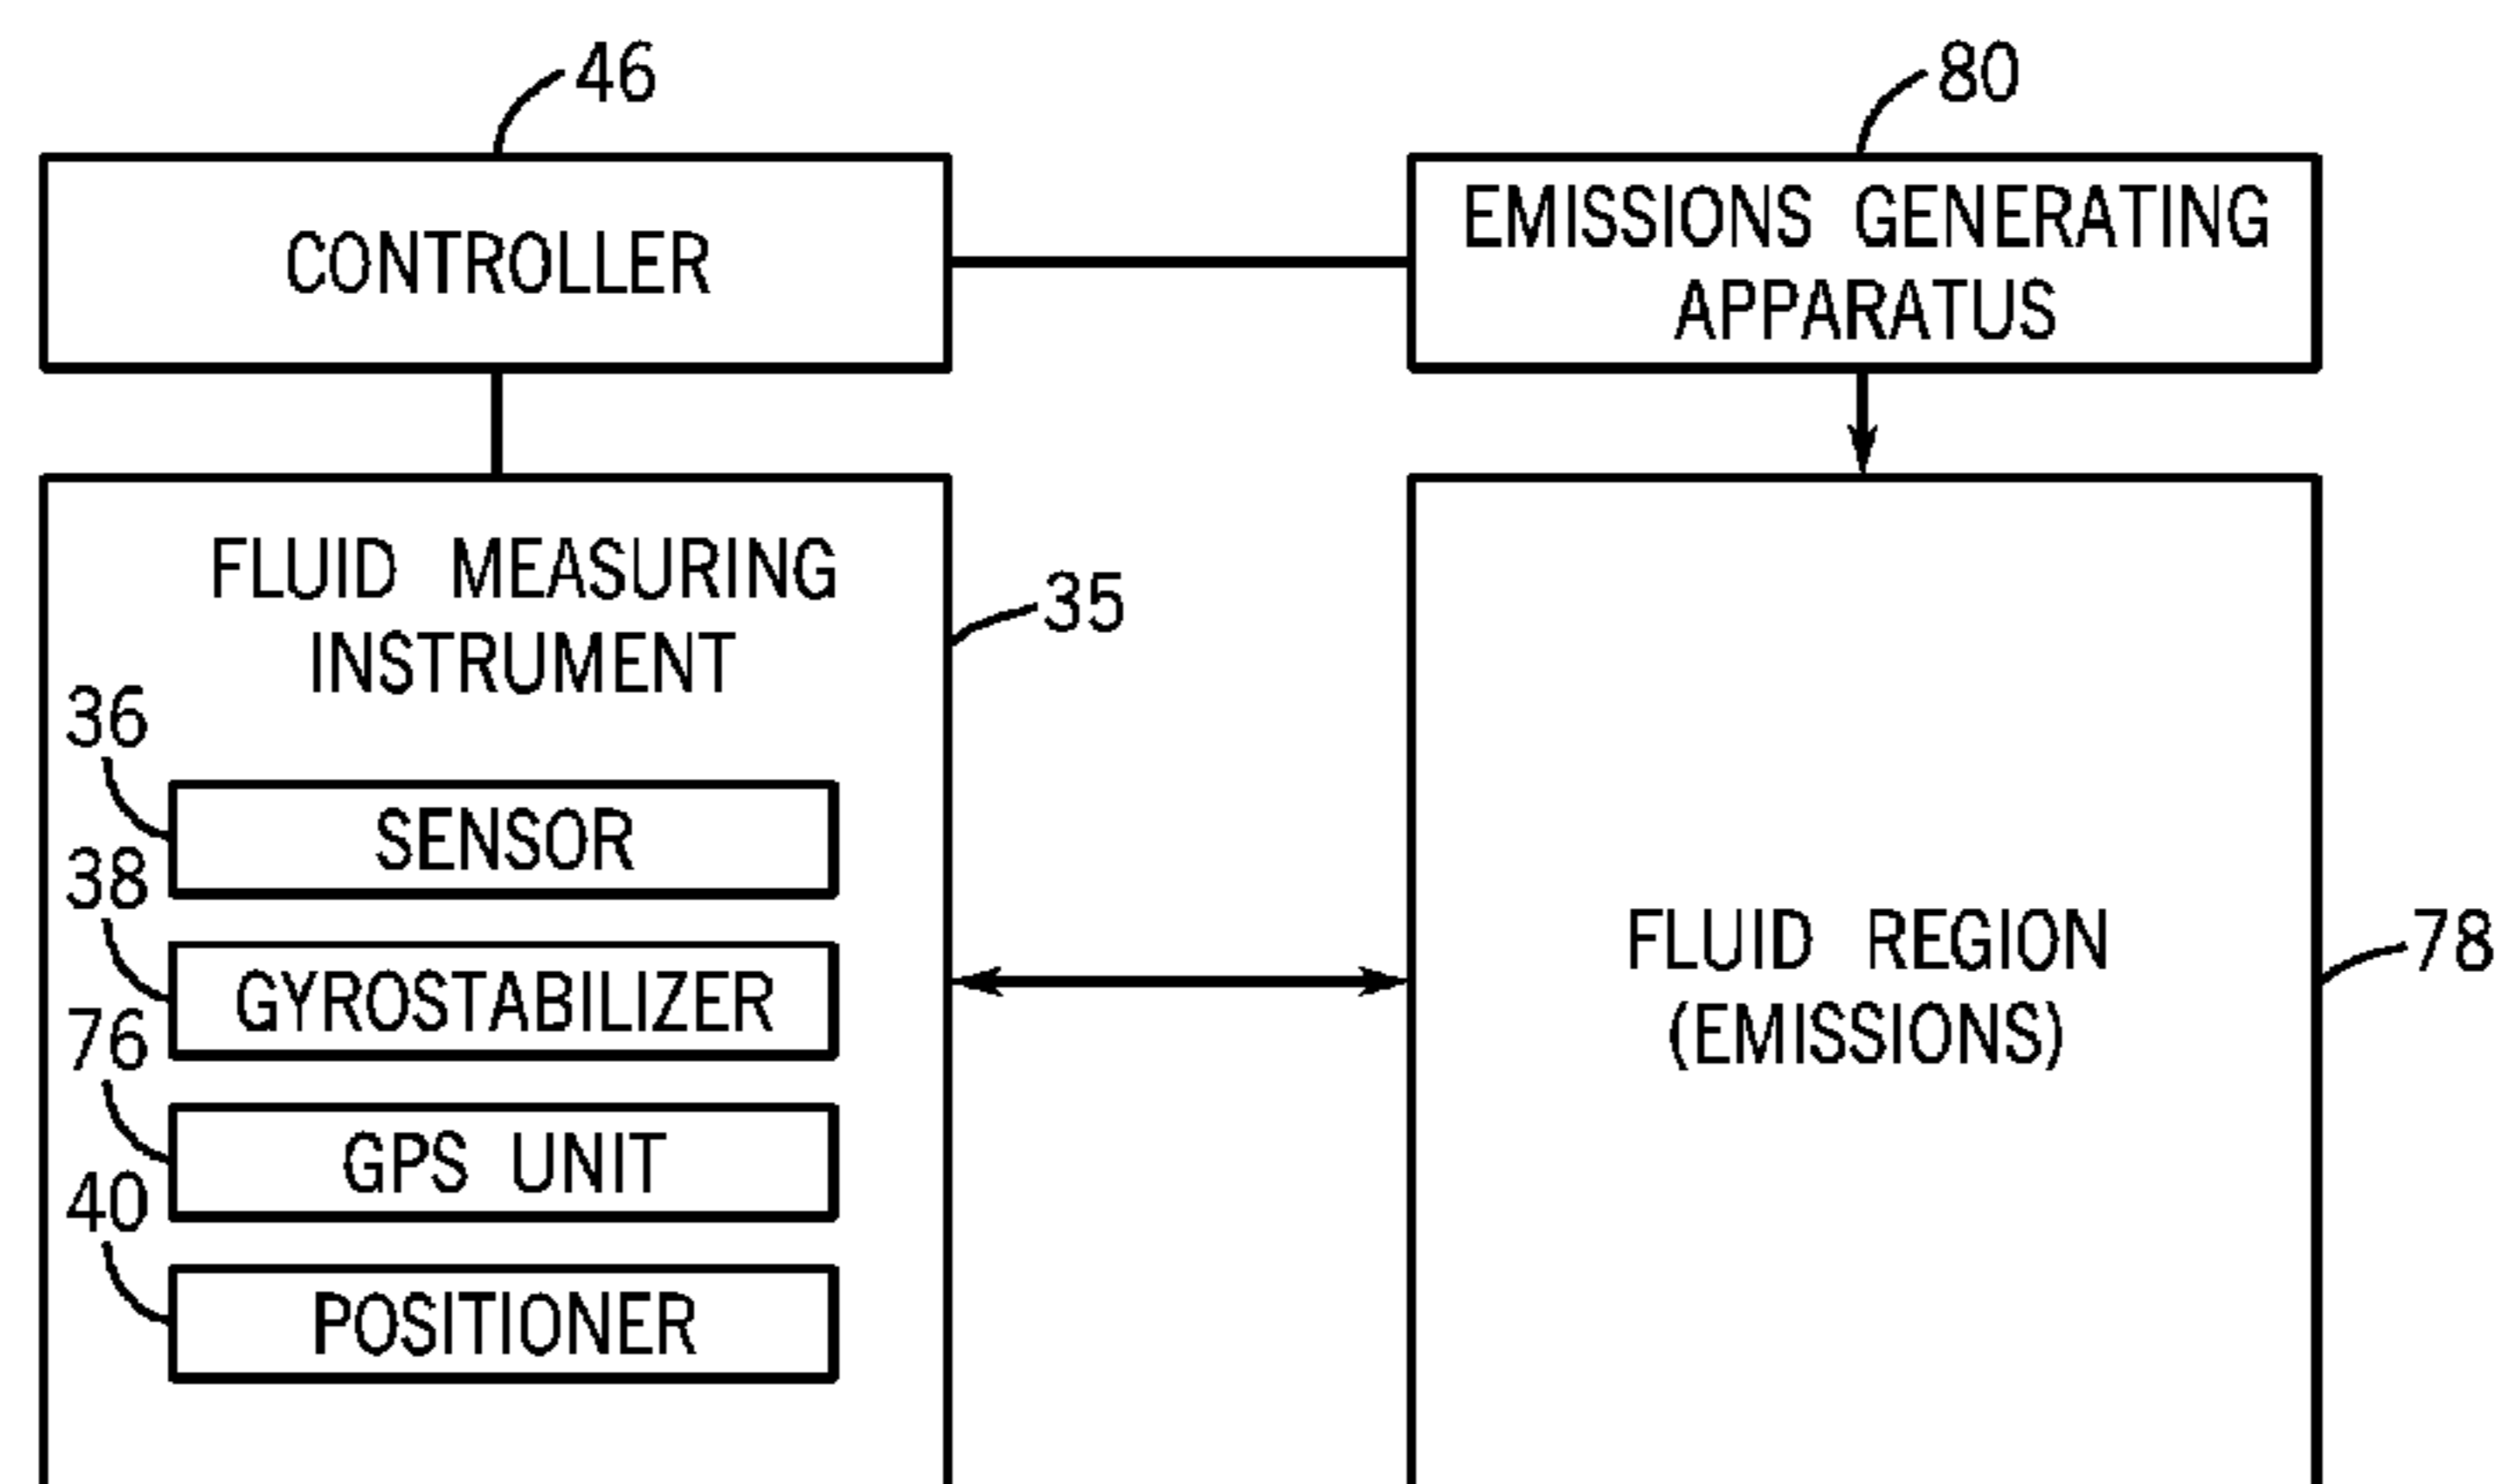 46
80
CONTROLLER
EMISSIONS GENERATING
APPARATUS
FLUID MEASURING
INSTRUMENT
35
36
SENSOR
38
GYROSTABILIZER
76
GPS UNIT
40
POSITIONER
FLUID REGION
(EMISSIONS)
78